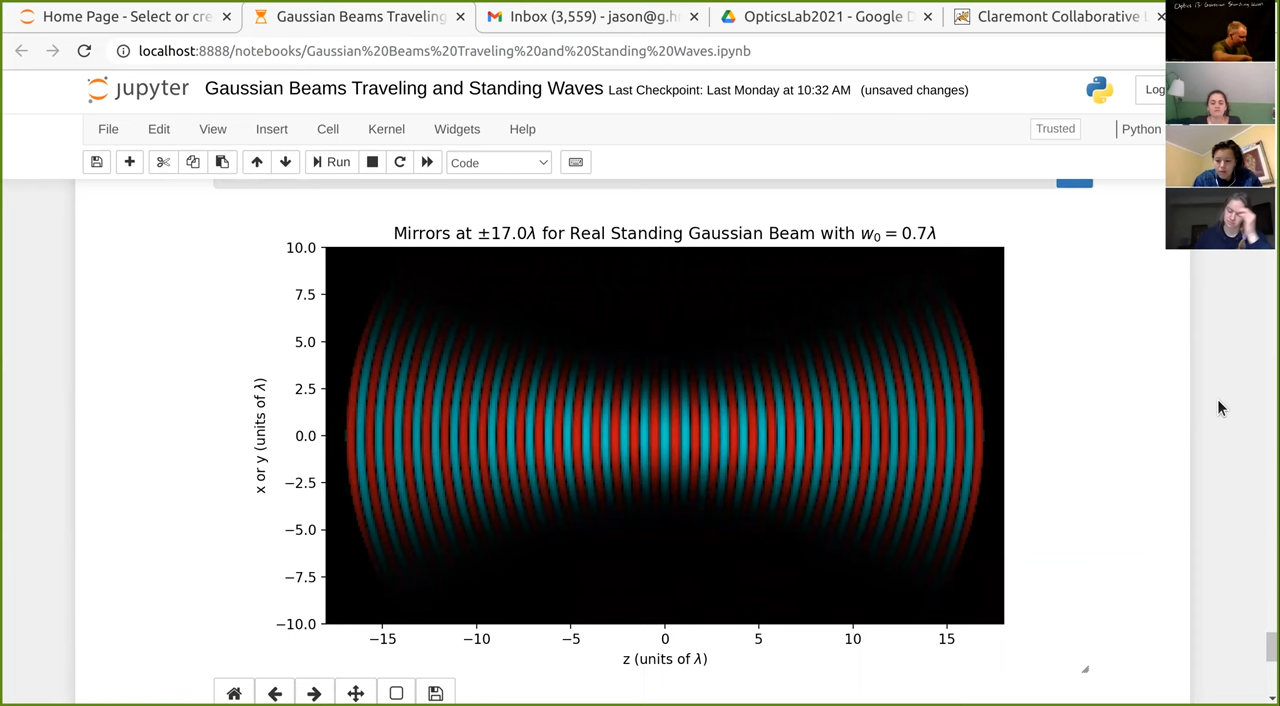 Home Page - Select or cre
Gaussian Beams Traveling
Inbox (3,559) - jason@g.h
OpticsLab2021 - Google D
Claremont Collaborative L
localhost:8888/notebooks/Gaussian%20Beams%20Traveling%20and%20Standing%20Waves.ipynb
Optics 13: Gaussian Standing Waves
jupyter
Gaussian Beams Traveling and Standing Waves Last Checkpoint: Last Monday at 10:32 AM (unsaved changes)
Log
File Edit View Insert Cell Kernel Widgets Help
Trusted
Python
Run
Code
Mirrors at ±17.0λ for Real Standing Gaussian Beam with w₀ = 0.7λ
10.0
7.5
5.0
2.5
0.0
−2.5
−5.0
−7.5
−10.0
x or y (units of λ)
−15 −10 −5 0 5 10 15
z (units of λ)